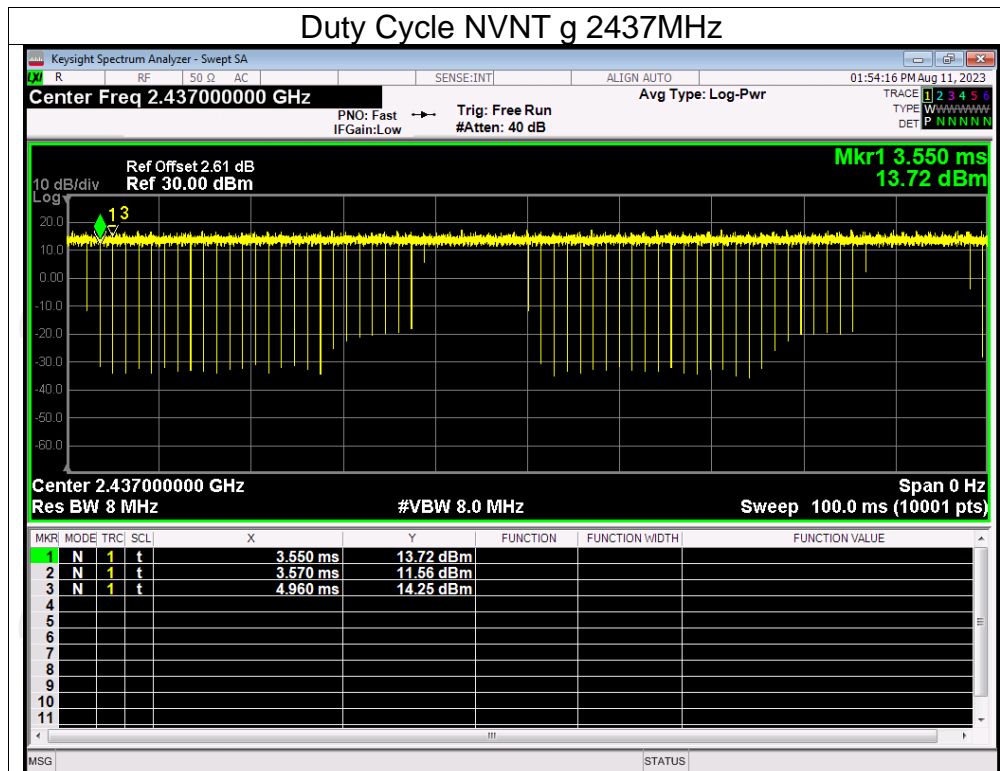 Duty Cycle NVNT g 2437MHz
Keysight Spectrum Analyzer - Swept SA
LXI R RF 50 Ω AC SENSE:INT ALIGN AUTO 01:54:16 PM Aug 11, 2023
Center Freq 2.437000000 GHz Avg Type: Log-Pwr TRACE 1 2 3 4 5 6
PNO: Fast Trig: Free Run TYPE WWWWWW
IFGain:Low #Atten: 40 dB DET P N N N N N
Mkr1 3.550 ms
Ref Offset 2.61 dB
10 dB/div Ref 30.00 dBm 13.72 dBm
Log
1 3
20.0
10.0
0.00
-10.0
-20.0
-30.0
-40.0
-50.0
-60.0
Center 2.437000000 GHz Span 0 Hz
Res BW 8 MHz #VBW 8.0 MHz Sweep 100.0 ms (10001 pts)
MKR MODE TRC SCL X Y FUNCTION FUNCTION WIDTH FUNCTION VALUE
1 N 1 t 3.550 ms 13.72 dBm
2 N 1 t 3.570 ms 11.56 dBm
3 N 1 t 4.960 ms 14.25 dBm
4
5
6
7
8
9
10
11
MSG STATUS